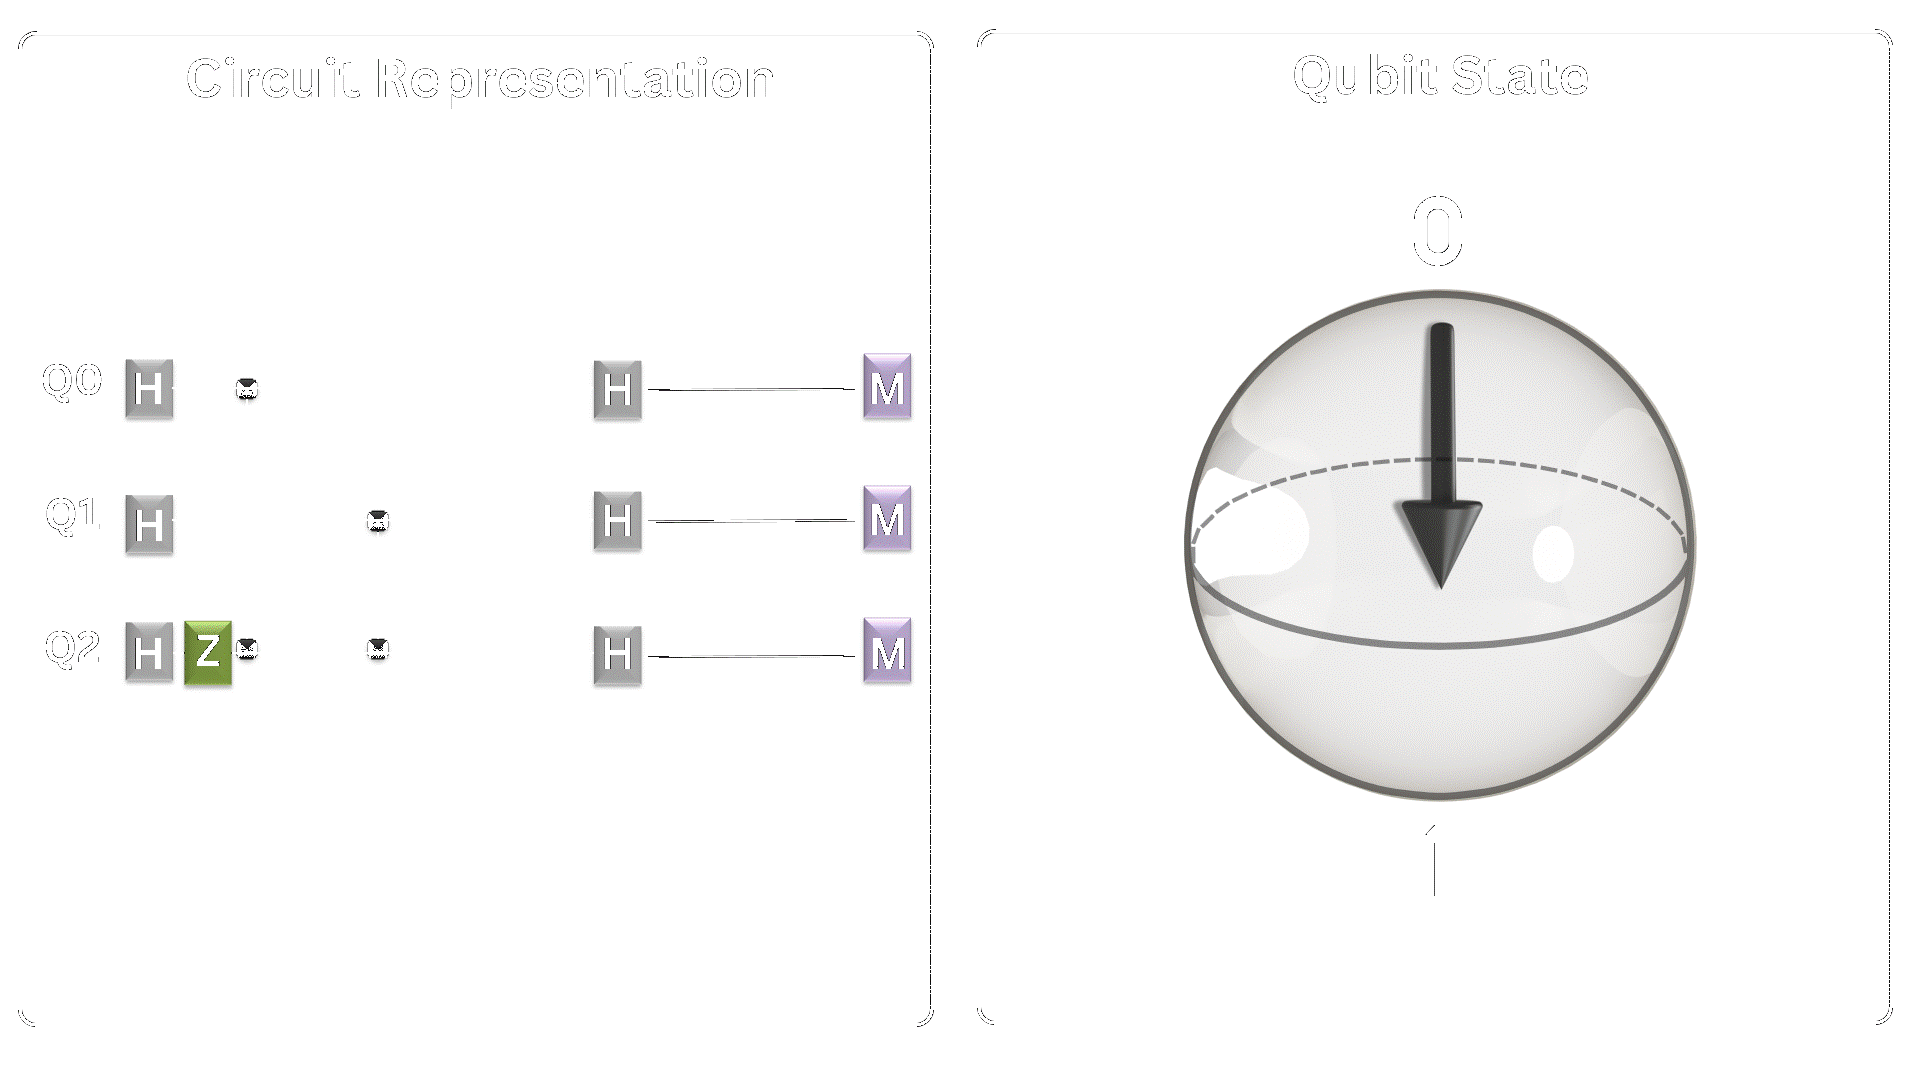 Circuit Representation
Q0 H H M
Q1 H H M
Q2 H Z H M
Qubit State
0
1